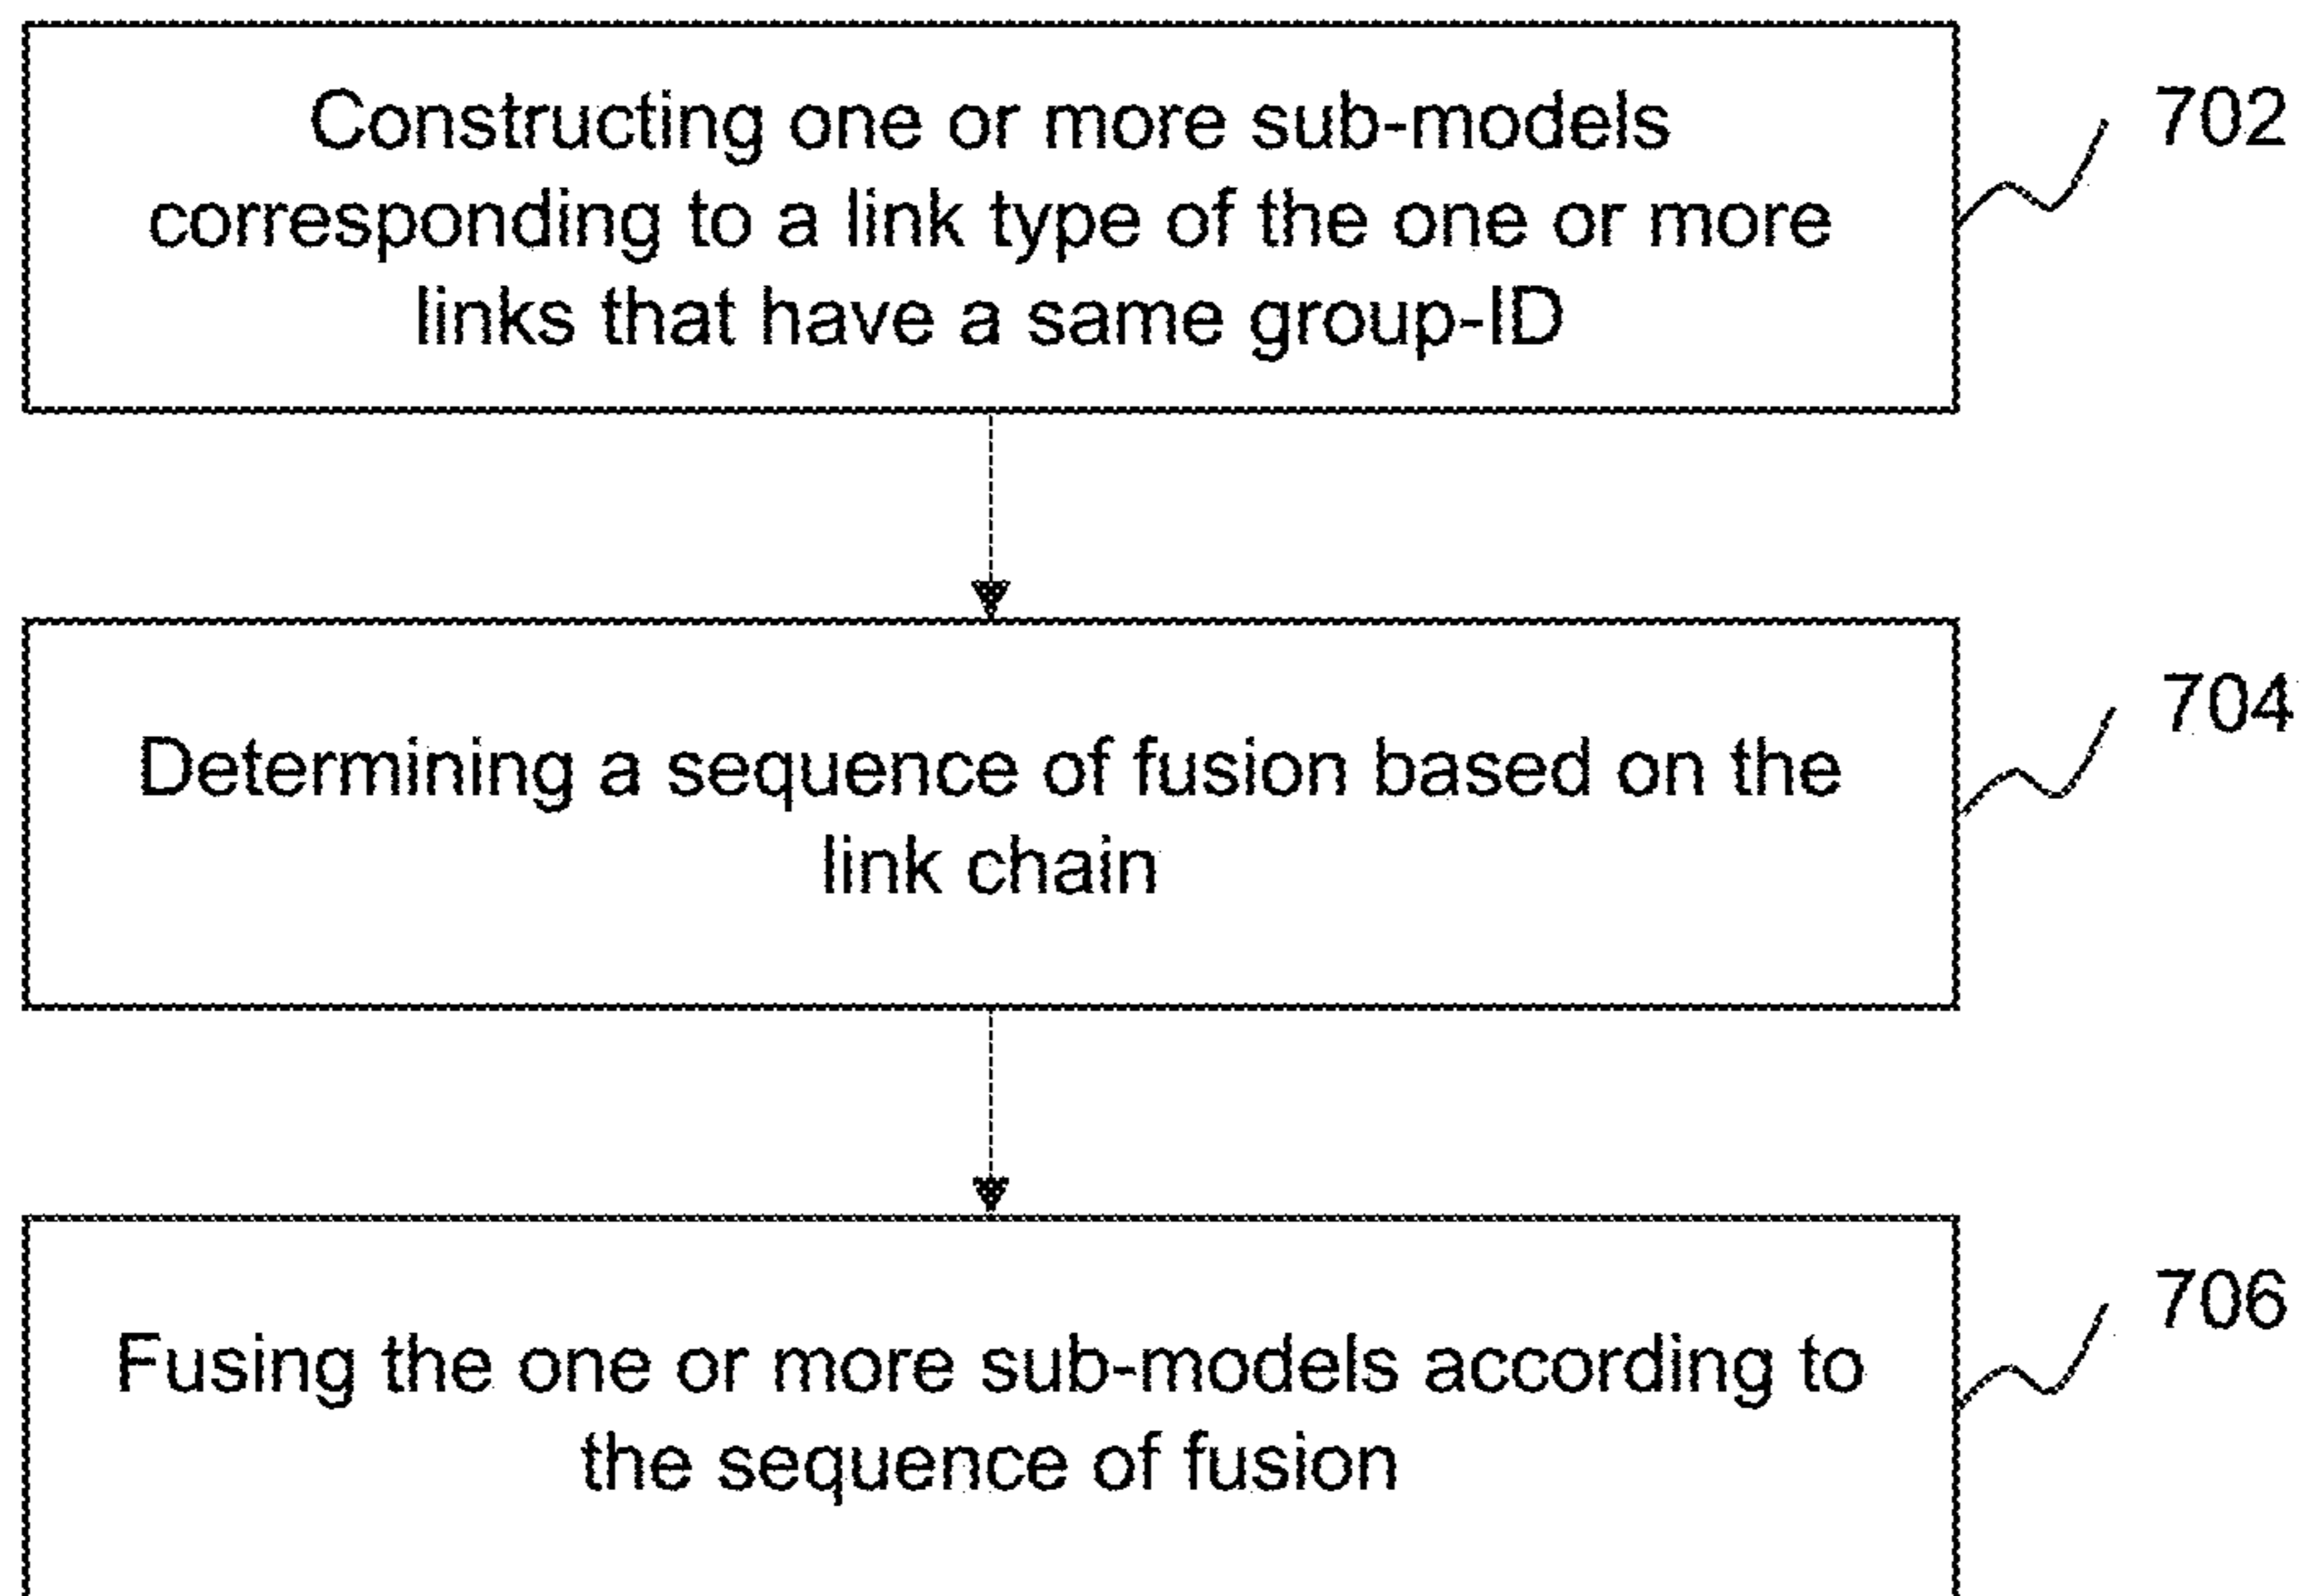 Constructing one or more sub-models
corresponding to a link type of the one or more
links that have a same group-ID
702
Determining a sequence of fusion based on the
link chain
704
Fusing the one or more sub-models according to
the sequence of fusion
706